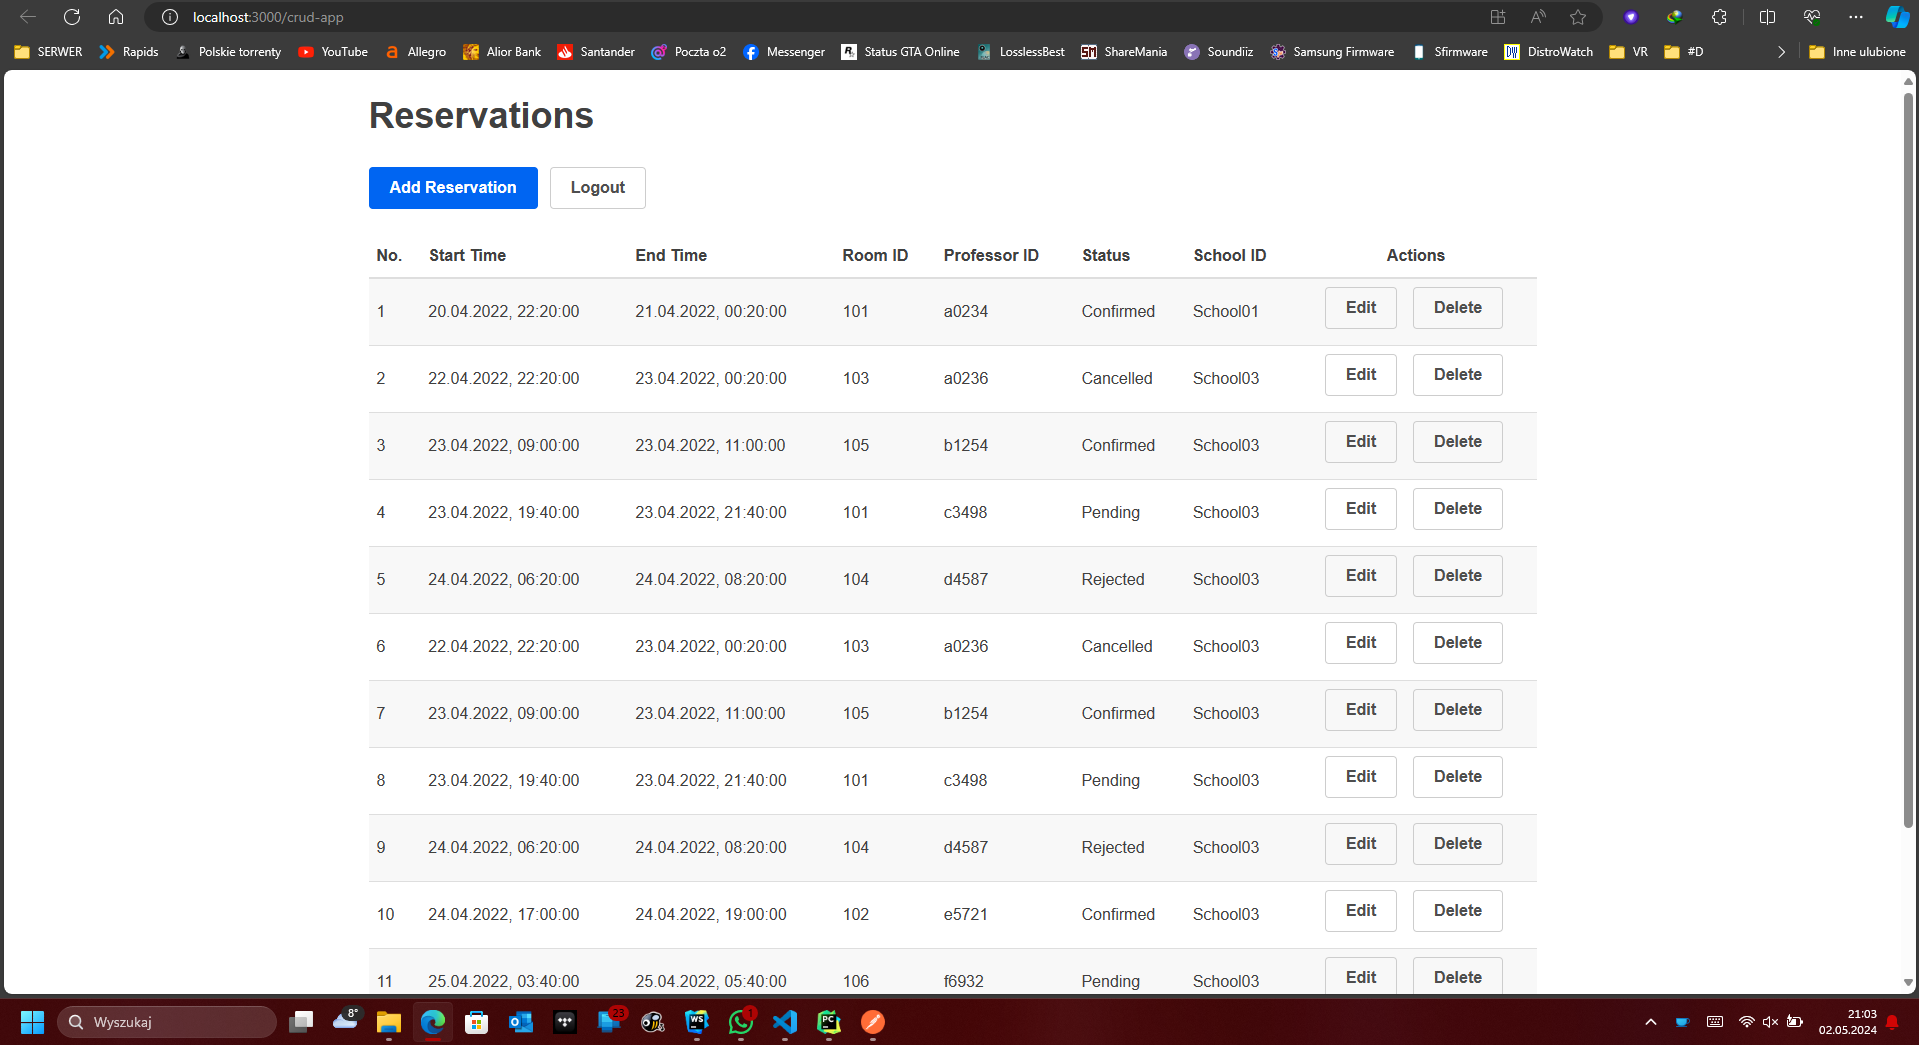 localhost:3000/crud-app
SERWER Rapids Polskie torrenty YouTube Allegro Alior Bank Santander Poczta o2 Messenger Status GTA Online LosslessBest ShareMania Soundiiz Samsung Firmware Sfirmware DistroWatch VR #D Inne ulubione
Reservations
Add Reservation Logout
No. Start Time End Time Room ID Professor ID Status School ID Actions
1 20.04.2022, 22:20:00 21.04.2022, 00:20:00 101 a0234 Confirmed School01 Edit Delete
2 22.04.2022, 22:20:00 23.04.2022, 00:20:00 103 a0236 Cancelled School03 Edit Delete
3 23.04.2022, 09:00:00 23.04.2022, 11:00:00 105 b1254 Confirmed School03 Edit Delete
4 23.04.2022, 19:40:00 23.04.2022, 21:40:00 101 c3498 Pending School03 Edit Delete
5 24.04.2022, 06:20:00 24.04.2022, 08:20:00 104 d4587 Rejected School03 Edit Delete
6 22.04.2022, 22:20:00 23.04.2022, 00:20:00 103 a0236 Cancelled School03 Edit Delete
7 23.04.2022, 09:00:00 23.04.2022, 11:00:00 105 b1254 Confirmed School03 Edit Delete
8 23.04.2022, 19:40:00 23.04.2022, 21:40:00 101 c3498 Pending School03 Edit Delete
9 24.04.2022, 06:20:00 24.04.2022, 08:20:00 104 d4587 Rejected School03 Edit Delete
10 24.04.2022, 17:00:00 24.04.2022, 19:00:00 102 e5721 Confirmed School03 Edit Delete
11 25.04.2022, 03:40:00 25.04.2022, 05:40:00 106 f6932 Pending School03 Edit Delete
Wyszukaj 8° 23 WS 1 PC 21:03
02.05.2024